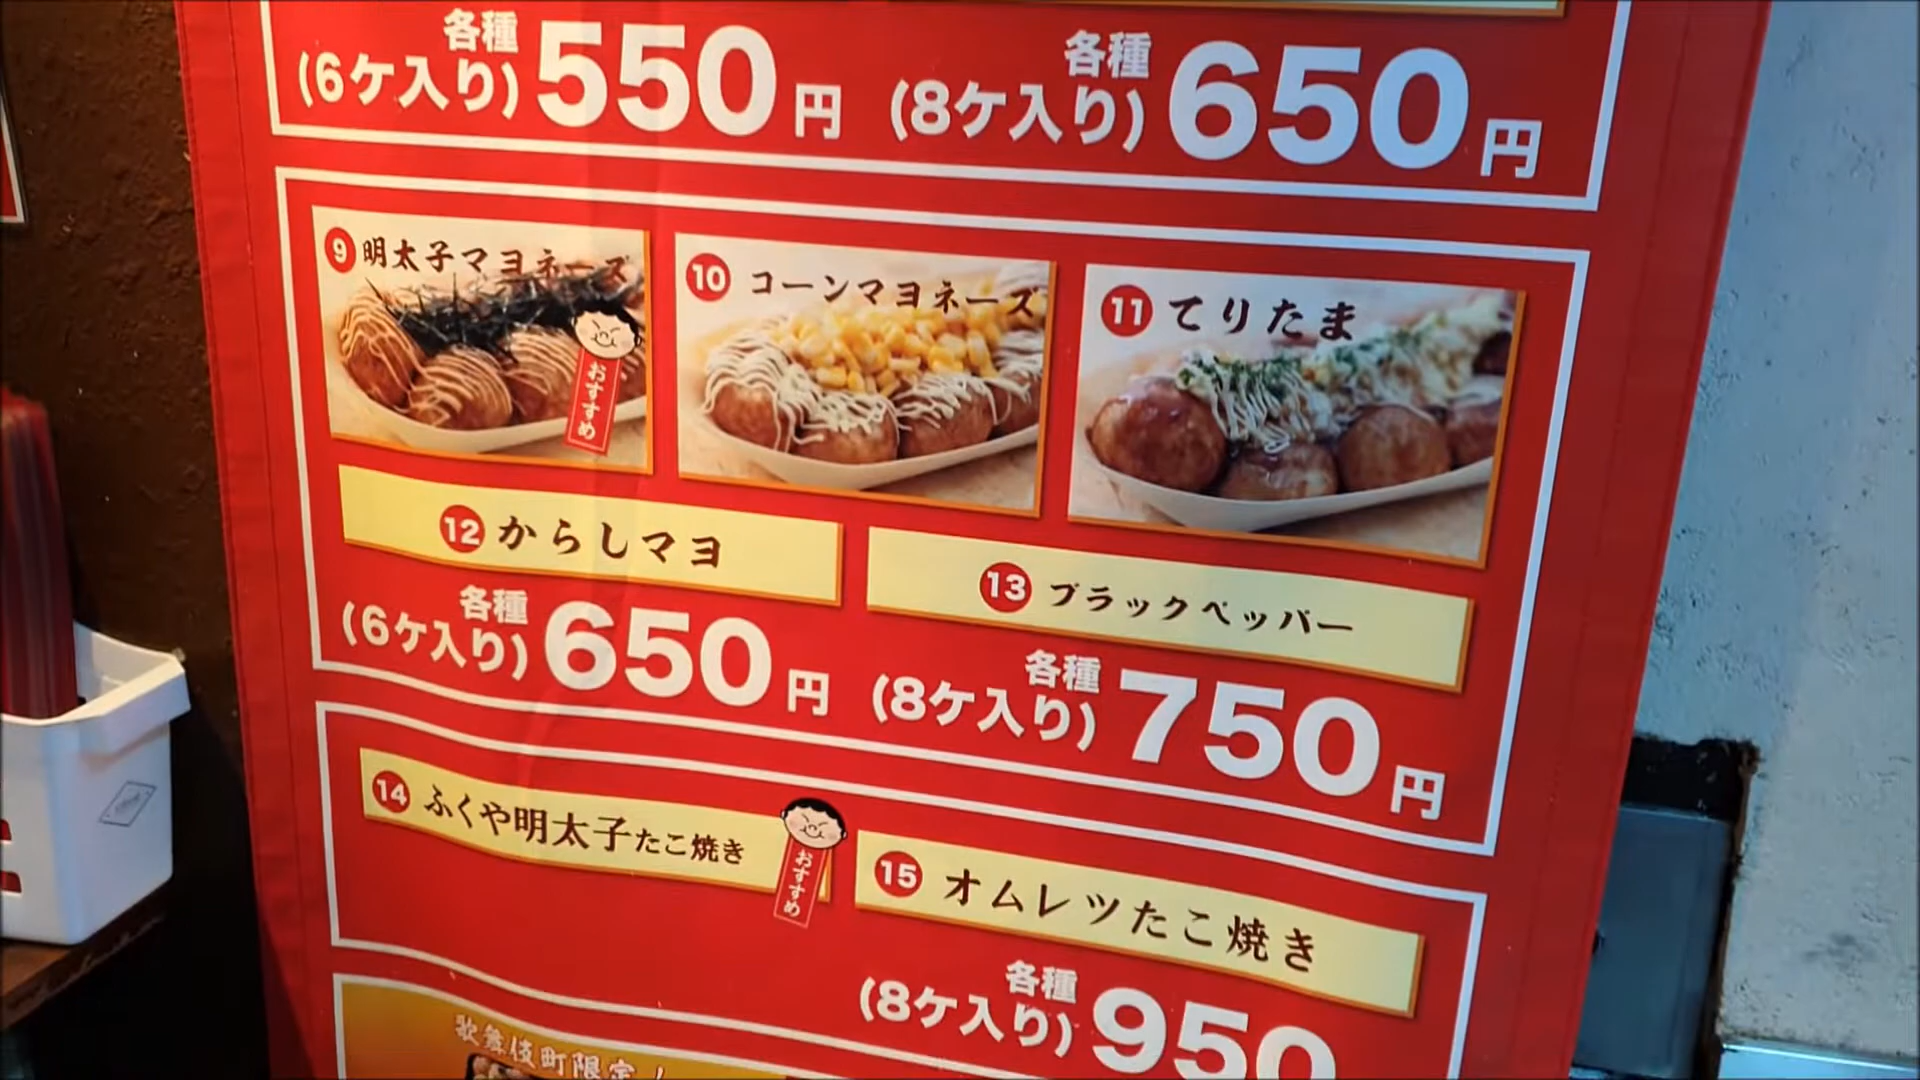 各種
(6ケ入り) 550円
各種
(8ケ入り) 650円
9 明太子マヨネーズ
おすすめ
10 コーンマヨネーズ
11 てりたま
12 からしマヨ
13 ブラックペッパー
各種
(6ケ入り) 650円
各種
(8ケ入り) 750円
14 ふくや明太子たこ焼き
おすすめ
15 オムレツたこ焼き
各種
(8ケ入り) 950
歌舞伎町限定!